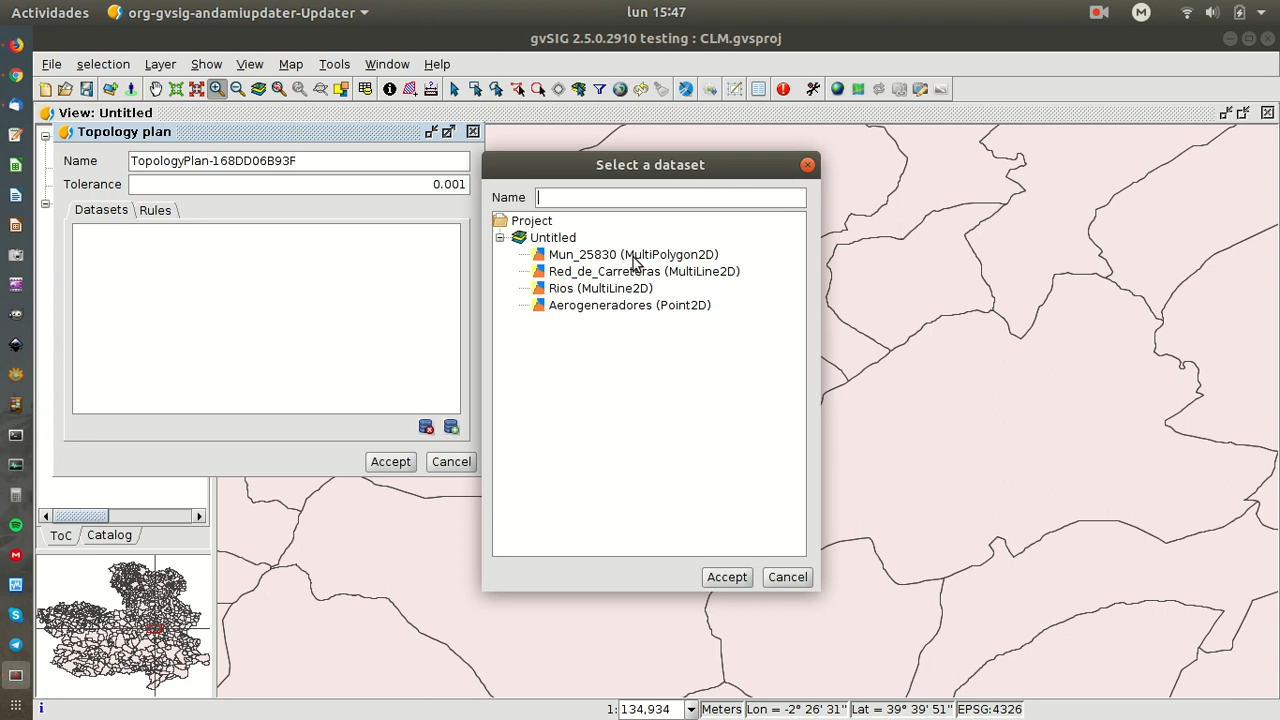 Actividades
org-gvsig-andamiupdater-Updater
lun 15:47
M
gvSIG 2.5.0.2910 testing : CLM.gvsproj
File selection Layer Show View Map Tools Window Help
View: Untitled
Topology plan
Name TopologyPlan-168DD06B93F
Tolerance 0.001
Datasets Rules
Accept Cancel
Select a dataset
Name
Project
Untitled
Mun_25830 (MultiPolygon2D)
Red_de_Carreteras (MultiLine2D)
Rios (MultiLine2D)
Aerogeneradores (Point2D)
Accept Cancel
ToC Catalog
1: 134,934 Meters Lon = -2° 26' 31" Lat = 39° 39' 51" EPSG:4326